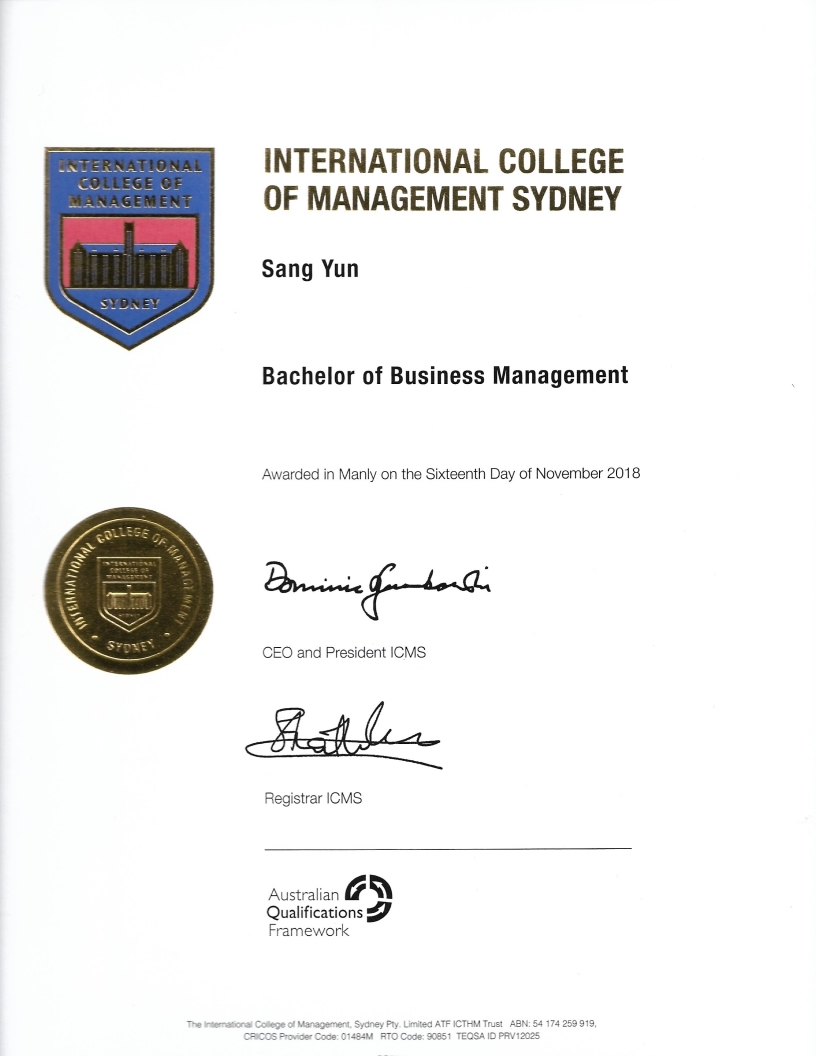 INTERNATIONAL
COLLEGE OF
MANAGEMENT
SYDNEY
INTERNATIONAL COLLEGE
OF MANAGEMENT SYDNEY
Sang Yun
Bachelor of Business Management
Awarded in Manly on the Sixteenth Day of November 2018
INTERNATIONAL COLLEGE OF MANAGEMENT
INTERNATIONAL
COLLEGE OF
MANAGEMENT
SYDNEY
Dominic
CEO and President ICMS
Registrar ICMS
Australian
Qualifications
Framework
The International College of Management, Sydney Pty. Limited ATF ICTHM Trust ABN: 54 174 259 919,
CRICOS Provider Code: 01484M RTO Code: 90851 TEQSA ID PRV12025